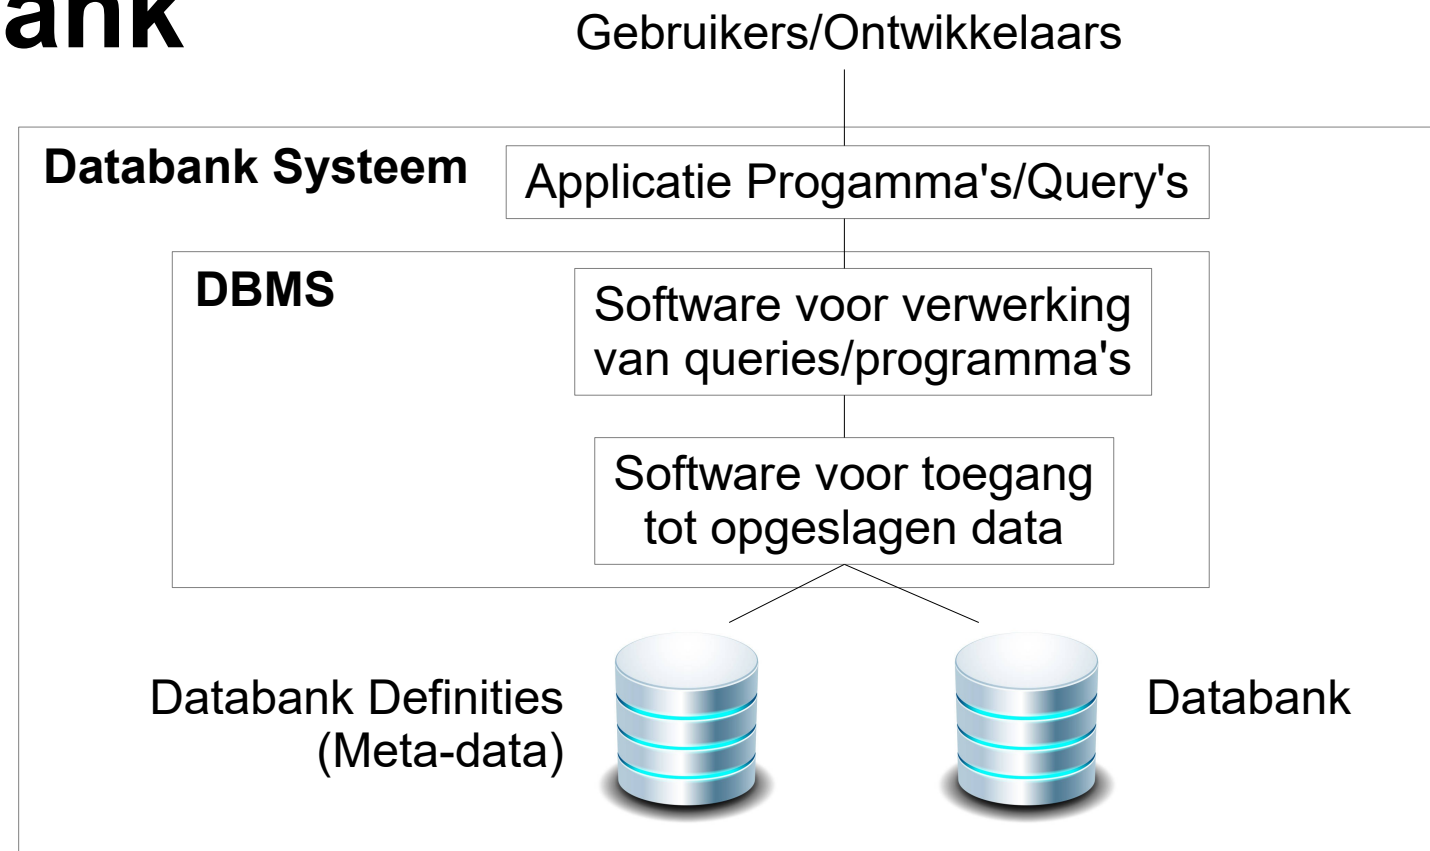 ank
Gebruikers/Ontwikkelaars
Databank Systeem
Applicatie Progamma's/Query's
DBMS
Software voor verwerking
van queries/programma's
Software voor toegang
tot opgeslagen data
Databank Definities
(Meta-data)
Databank